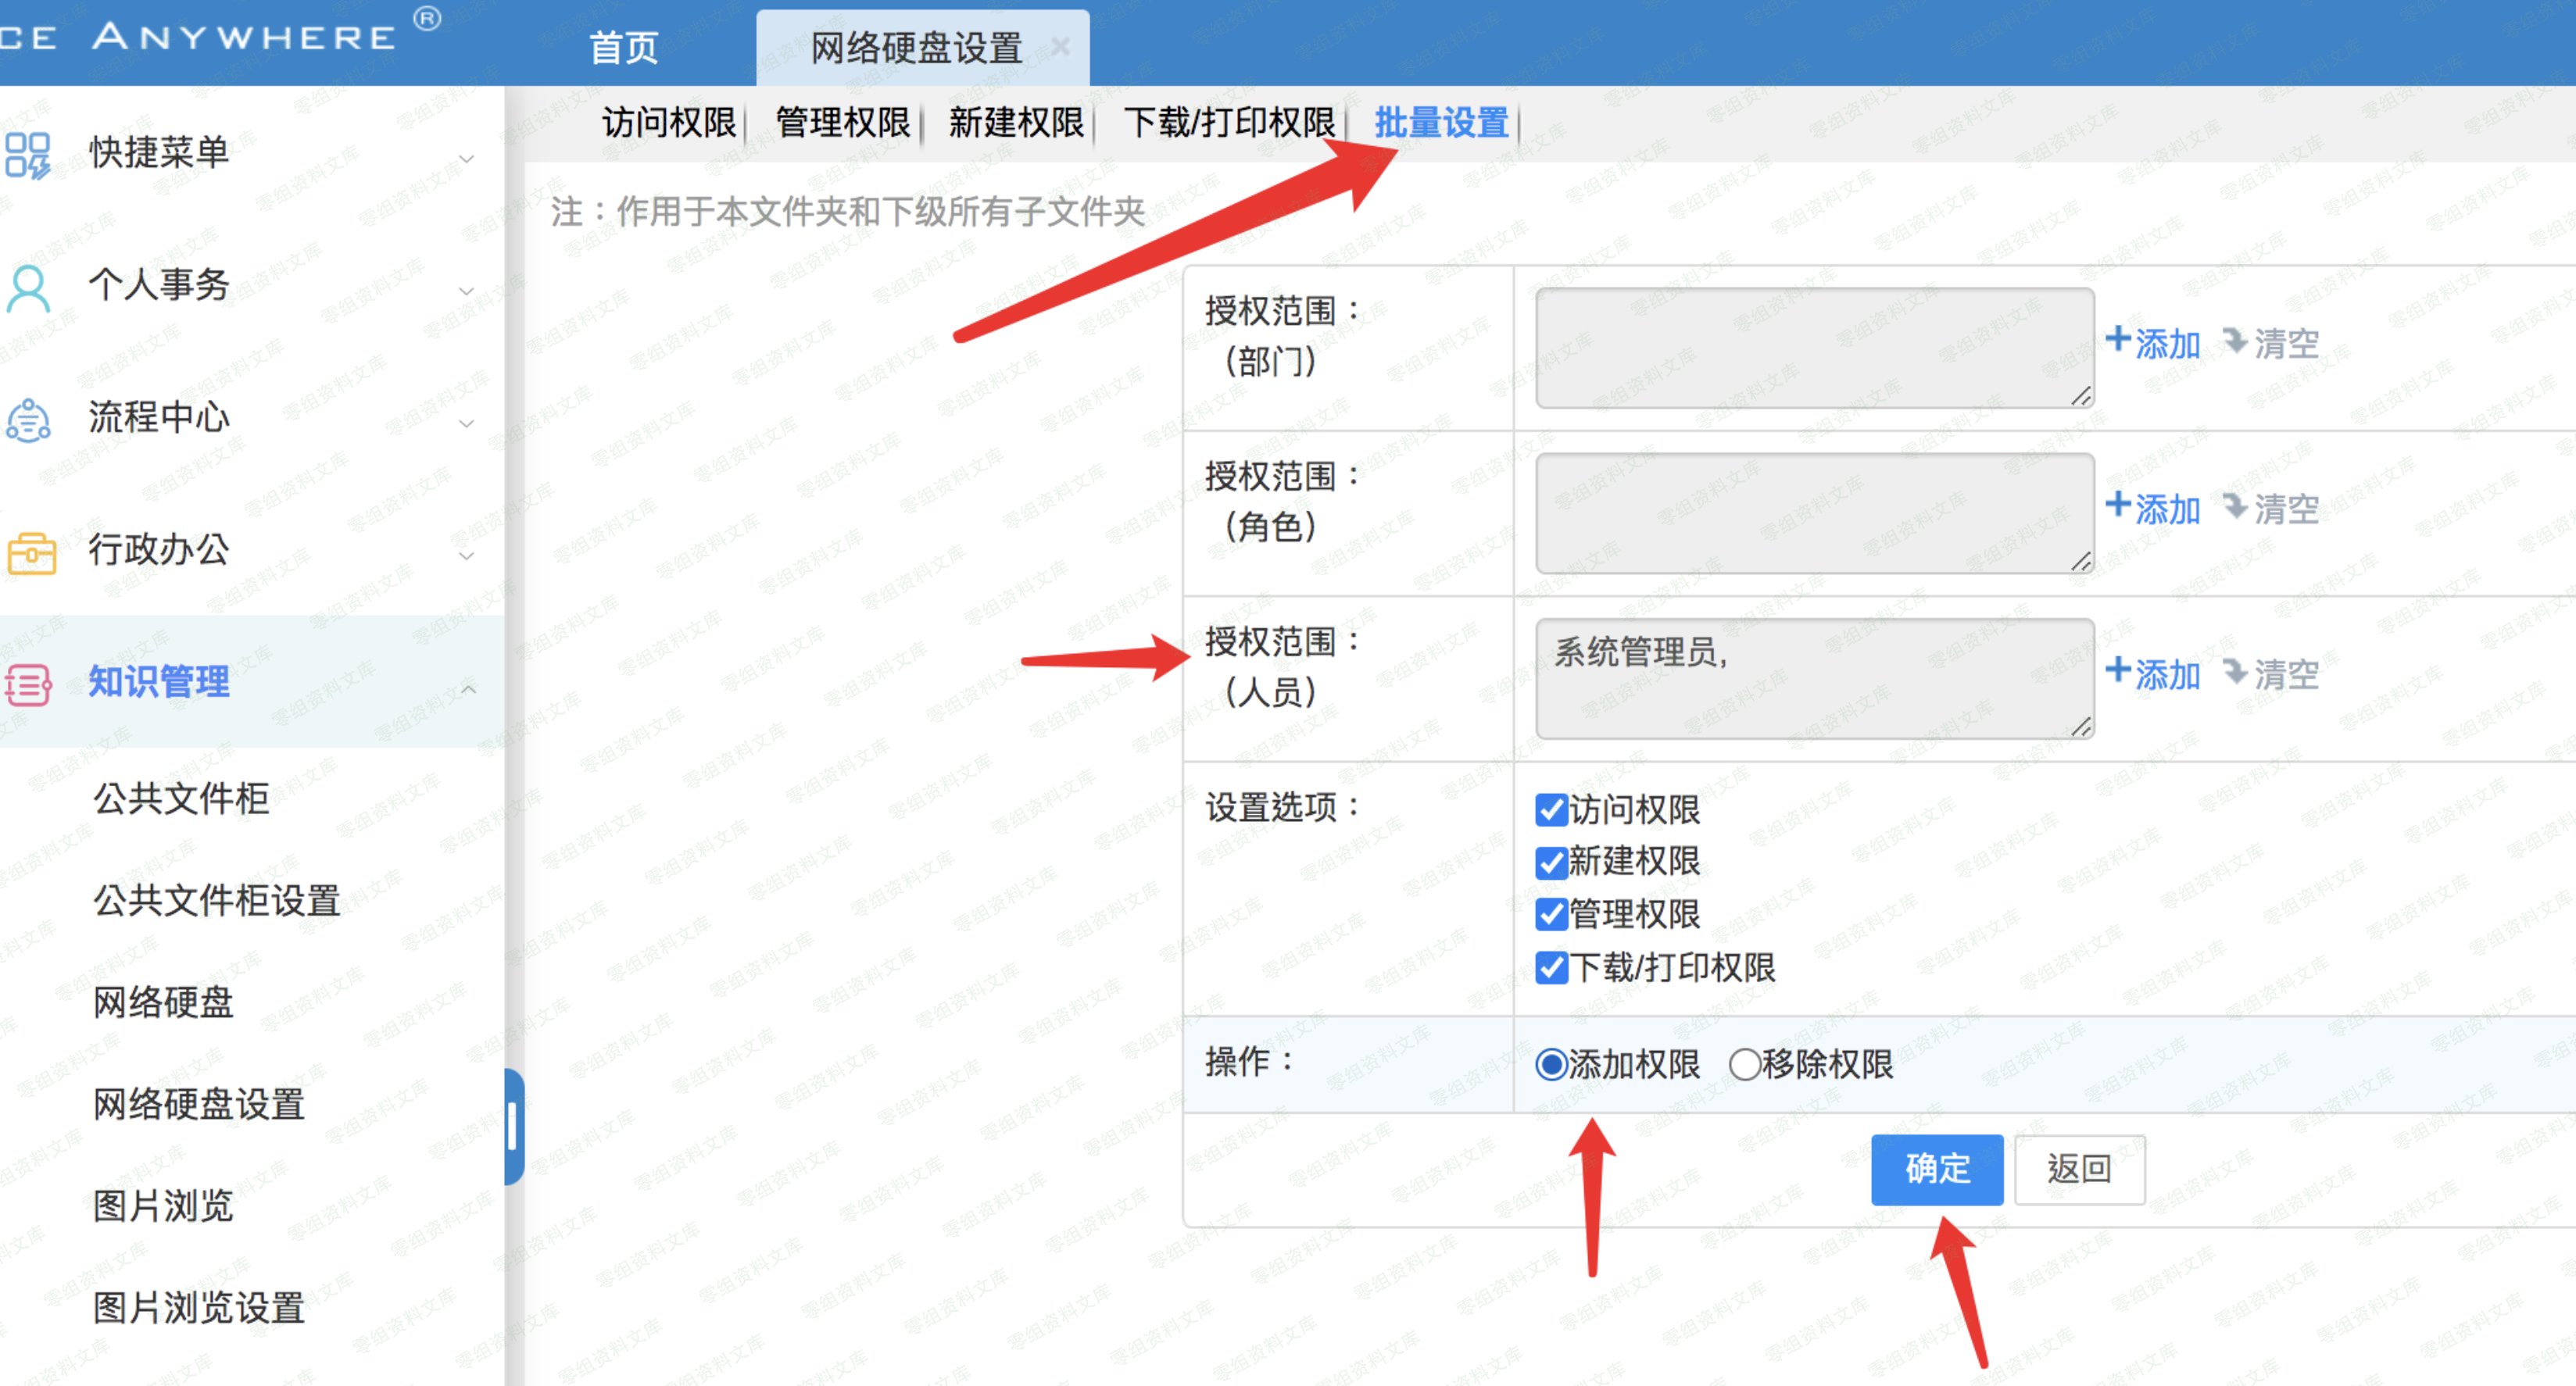 CE ANYWHERE ®
首页
网络硬盘设置 ×
访问权限 管理权限 新建权限 下载/打印权限 批量设置
注：作用于本文件夹和下级所有子文件夹
快捷菜单
个人事务
流程中心
行政办公
知识管理
公共文件柜
公共文件柜设置
网络硬盘
网络硬盘设置
图片浏览
图片浏览设置
授权范围：
(部门)
添加 清空
授权范围：
(角色)
添加 清空
授权范围：
(人员)
系统管理员,
添加 清空
设置选项：
访问权限
新建权限
管理权限
下载/打印权限
操作：
添加权限 移除权限
确定 返回
零组资料文库